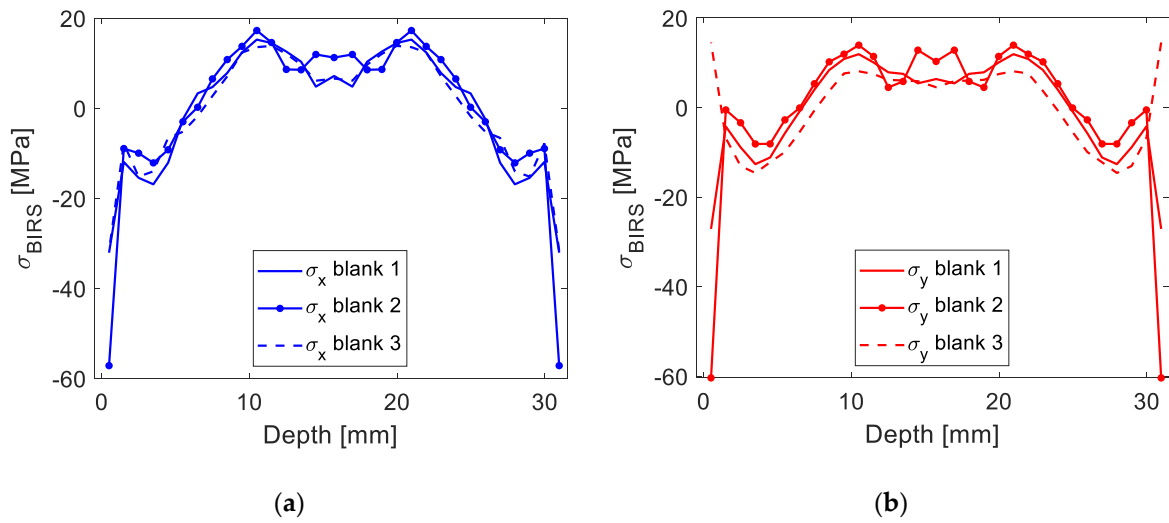 20
0
-20
-40
-60
σBIRS [MPa]
σx blank 1
σx blank 2
σx blank 3
0 10 20 30
Depth [mm]
(a)
20
0
-20
-40
-60
σBIRS [MPa]
σy blank 1
σy blank 2
σy blank 3
0 10 20 30
Depth [mm]
(b)